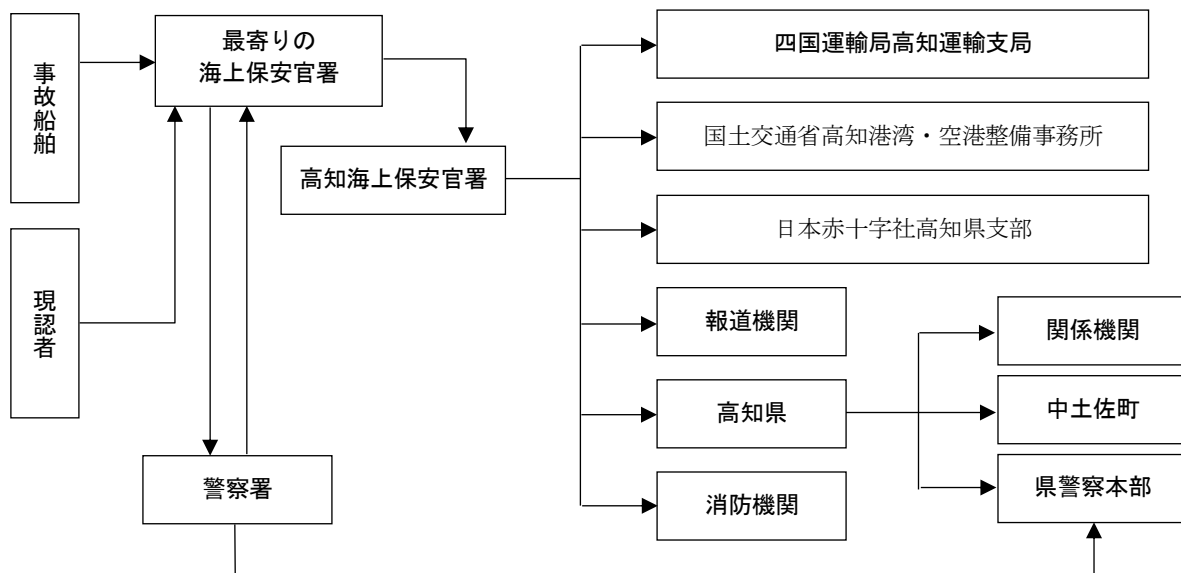 事故船舶
現認者
最寄りの
海上保安官署
高知海上保安官署
警察署
四国運輸局高知運輸支局
国土交通省高知港湾・空港整備事務所
日本赤十字社高知県支部
報道機関
高知県
消防機関
関係機関
中土佐町
県警察本部